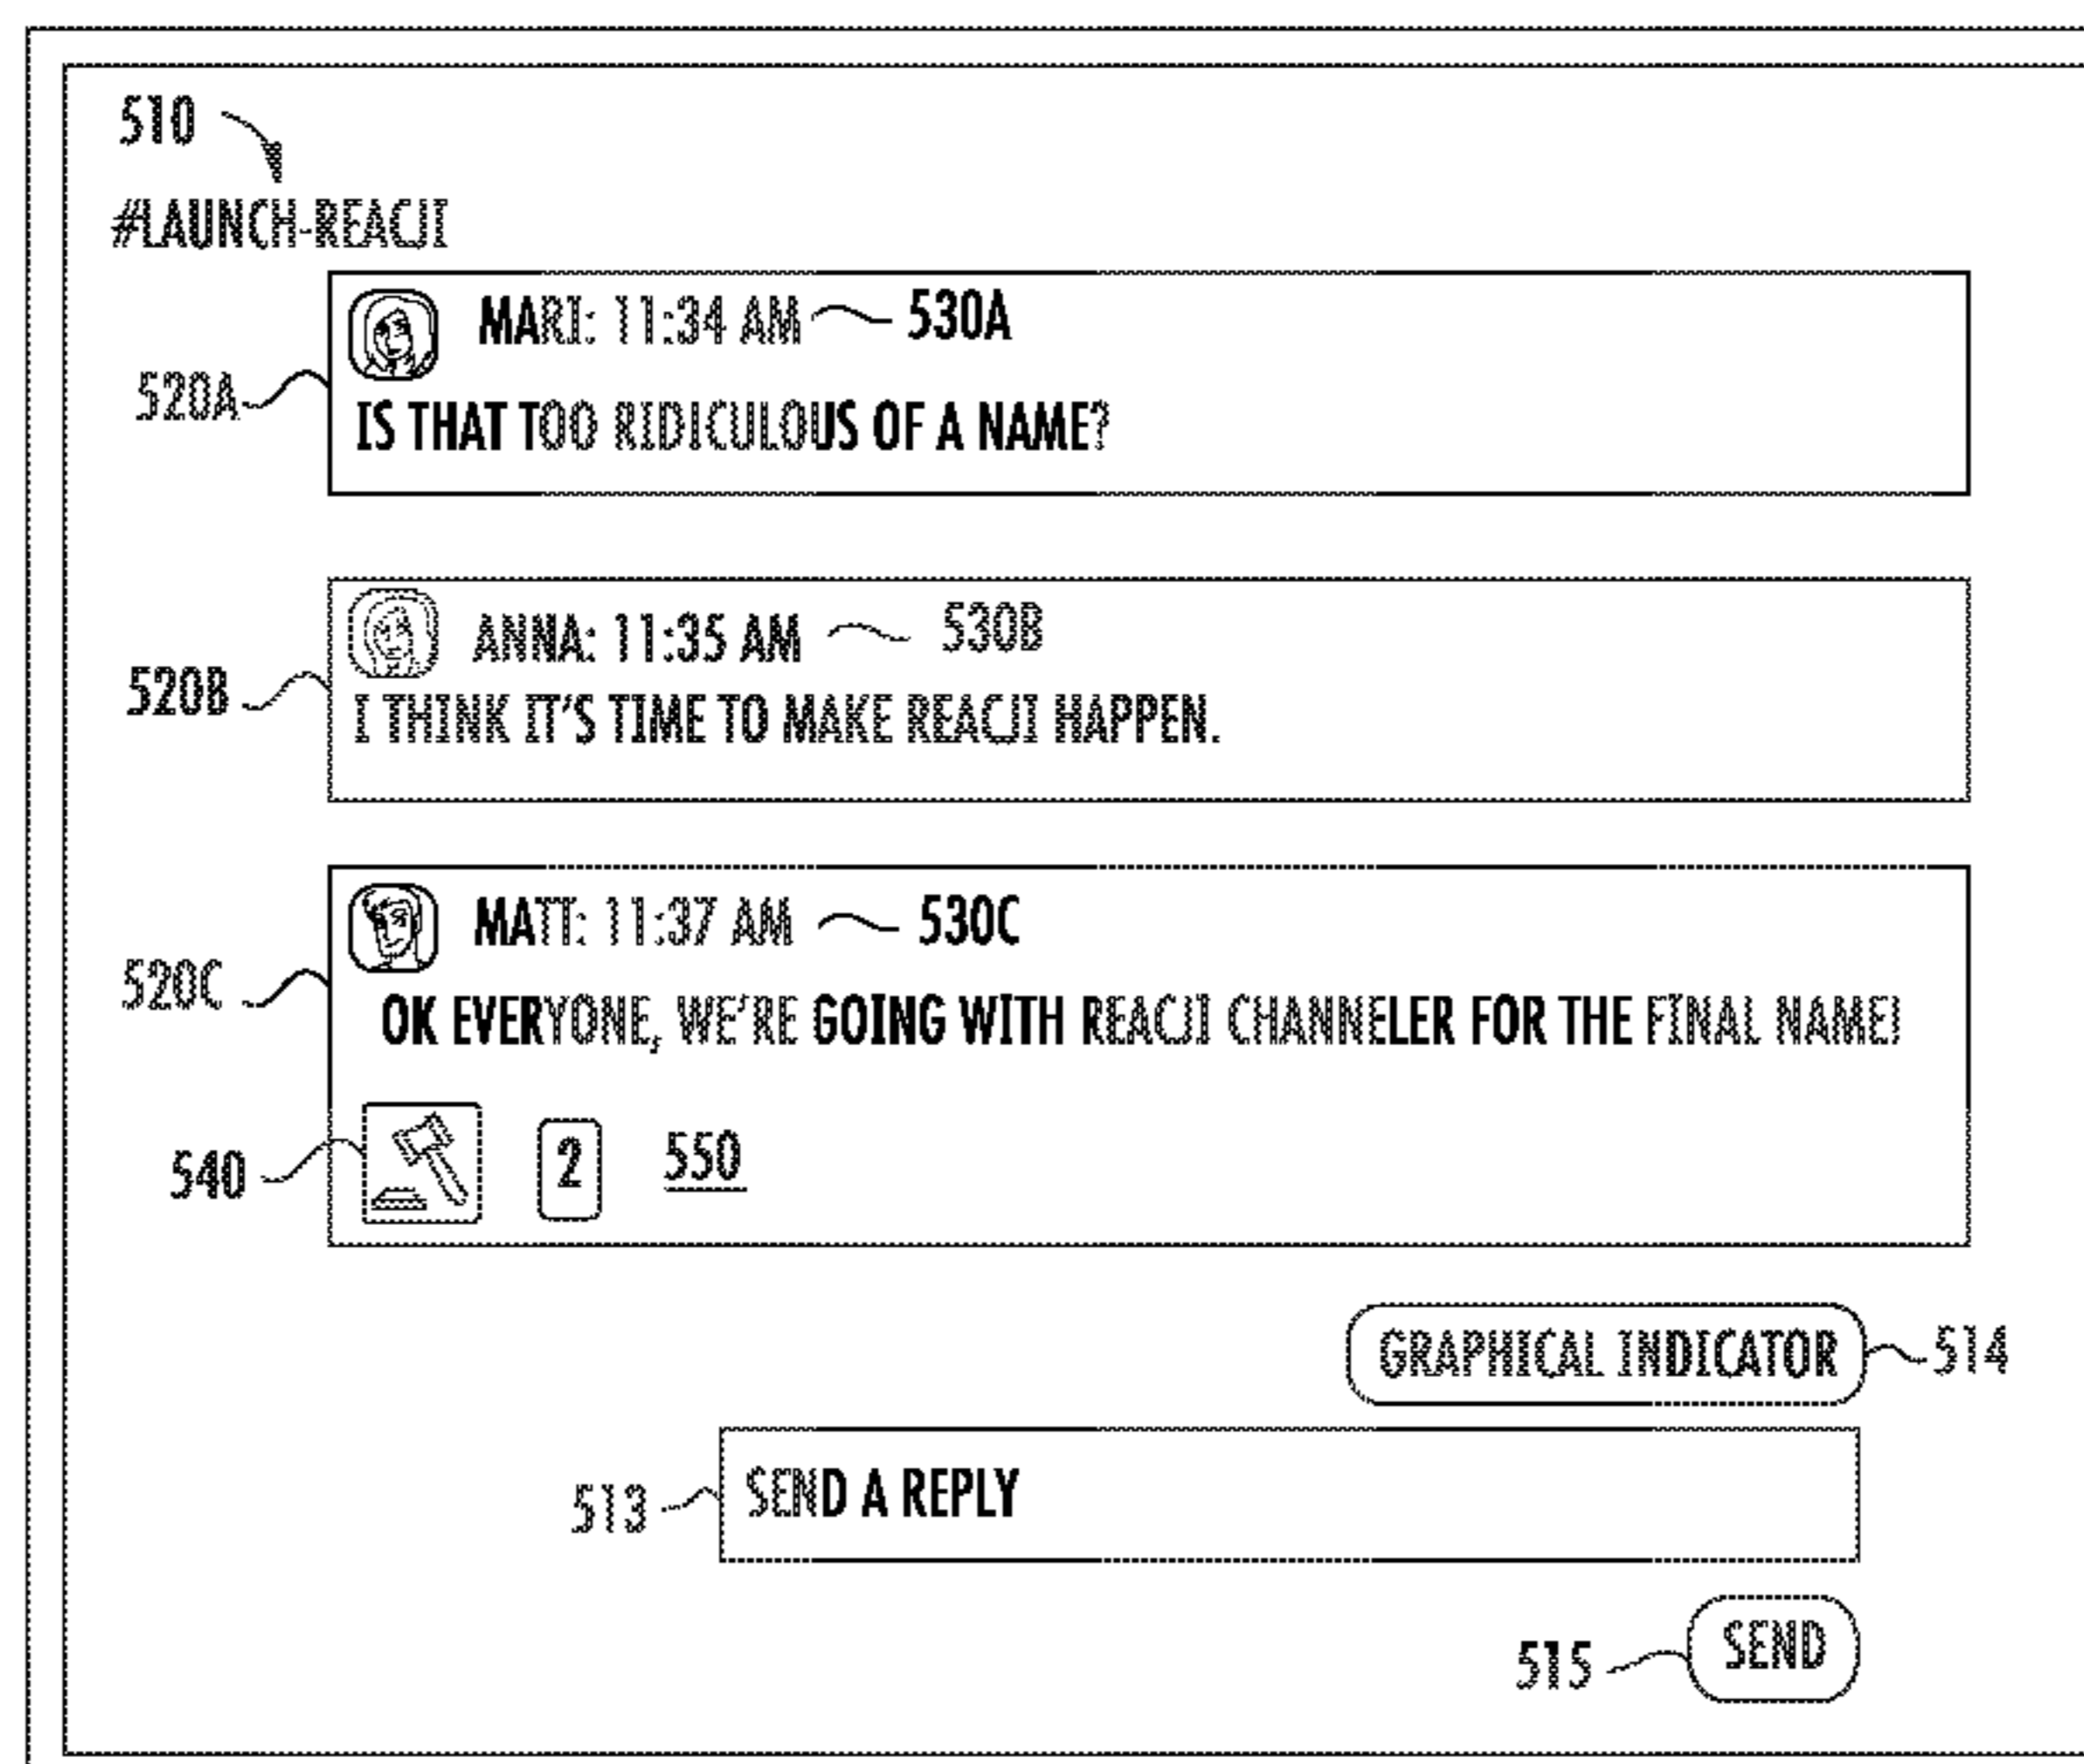 510
#LAUNCH-REACJI
MARI: 11:34 AM 530A
520A
IS THAT TOO RIDICULOUS OF A NAME?
ANNA: 11:35 AM 530B
520B
I THINK IT'S TIME TO MAKE REACJI HAPPEN.
MATT: 11:37 AM 530C
520C
OK EVERYONE, WE'RE GOING WITH REACJI CHANNELER FOR THE FINAL NAME!
540 2 550
GRAPHICAL INDICATOR 514
513 SEND A REPLY
515 SEND